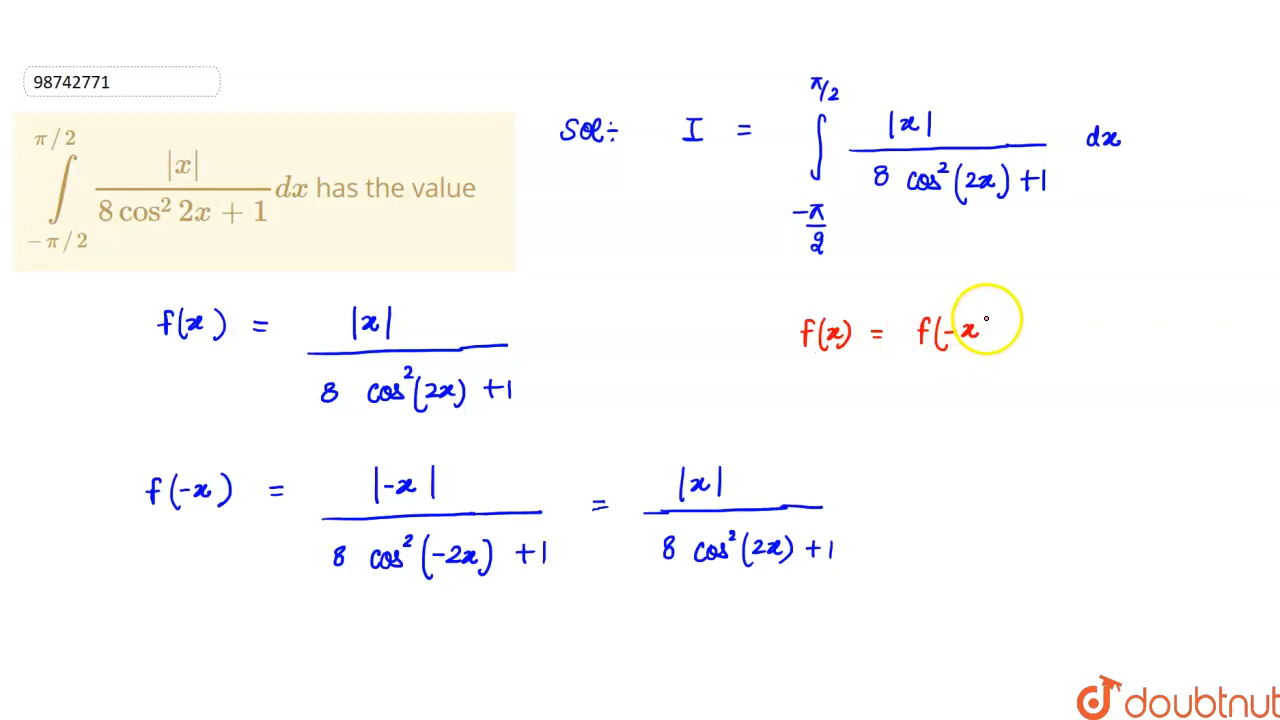 98742771
∫_{-π/2}^{π/2} |x| / (8 cos² 2x + 1) dx has the value
Sol÷ I = ∫_{-π/2}^{π/2} |x| / (8 cos²(2x) + 1) dx
f(x) = |x| / (8 cos²(2x) + 1)
f(x) = f(-x
f(-x) = |-x| / (8 cos²(-2x) + 1) = |x| / (8 cos²(2x) + 1)
doubtnut